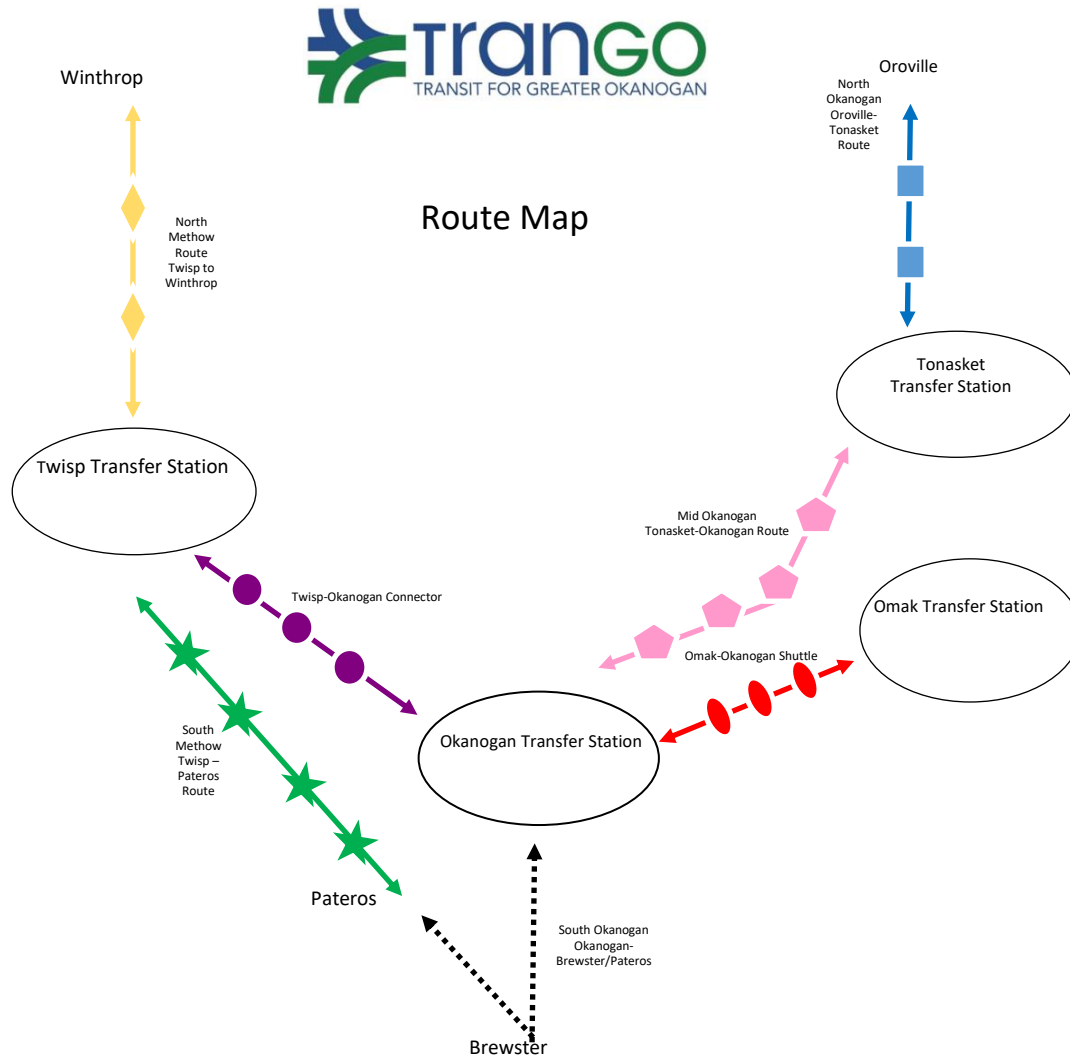 TranGO
TRANSIT FOR GREATER OKANOGAN
Winthrop
Oroville
North
Okanogan
Oroville-
Tonasket
Route
Route Map
North
Methow
Route
Twisp to
Winthrop
Tonasket
Transfer Station
Twisp Transfer Station
Mid Okanogan
Tonasket-Okanogan Route
Twisp-Okanogan Connector
Omak Transfer Station
Omak-Okanogan Shuttle
South
Methow
Twisp –
Pateros
Route
Okanogan Transfer Station
Pateros
South Okanogan
Okanogan-
Brewster/Pateros
Brewster